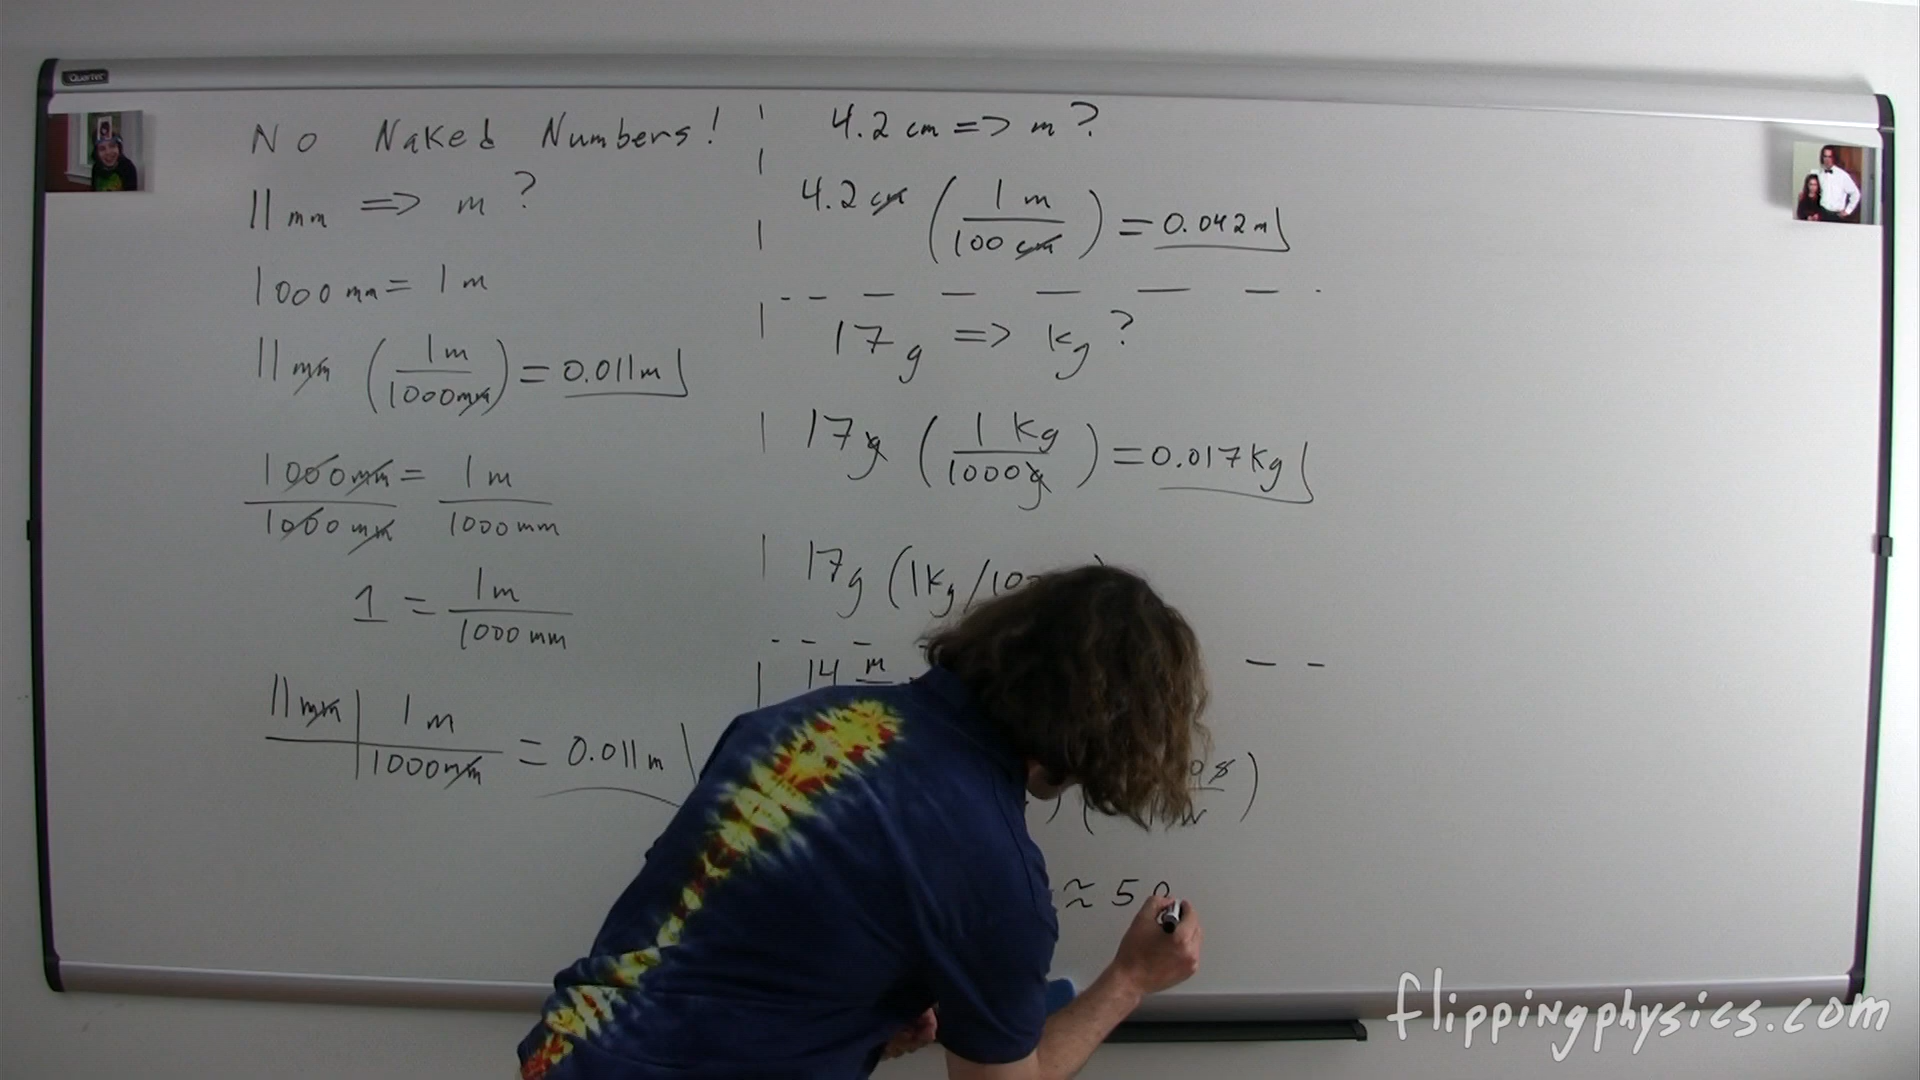 Quartet
No Naked Numbers!
11 mm => m ?
1000 mm = 1 m
11 mm (1 m / 1000 mm) = 0.011 m
1000 mm / 1000 mm = 1 m / 1000 mm
1 = 1 m / 1000 mm
11 mm | 1 m / 1000 mm = 0.011 m
4.2 cm => m ?
4.2 cm (1 m / 100 cm) = 0.042 m
17 g => kg ?
17 g (1 kg / 1000 g) = 0.017 kg
17 g (1 kg / 10
14 m
≈ 5
flippingphysics.com